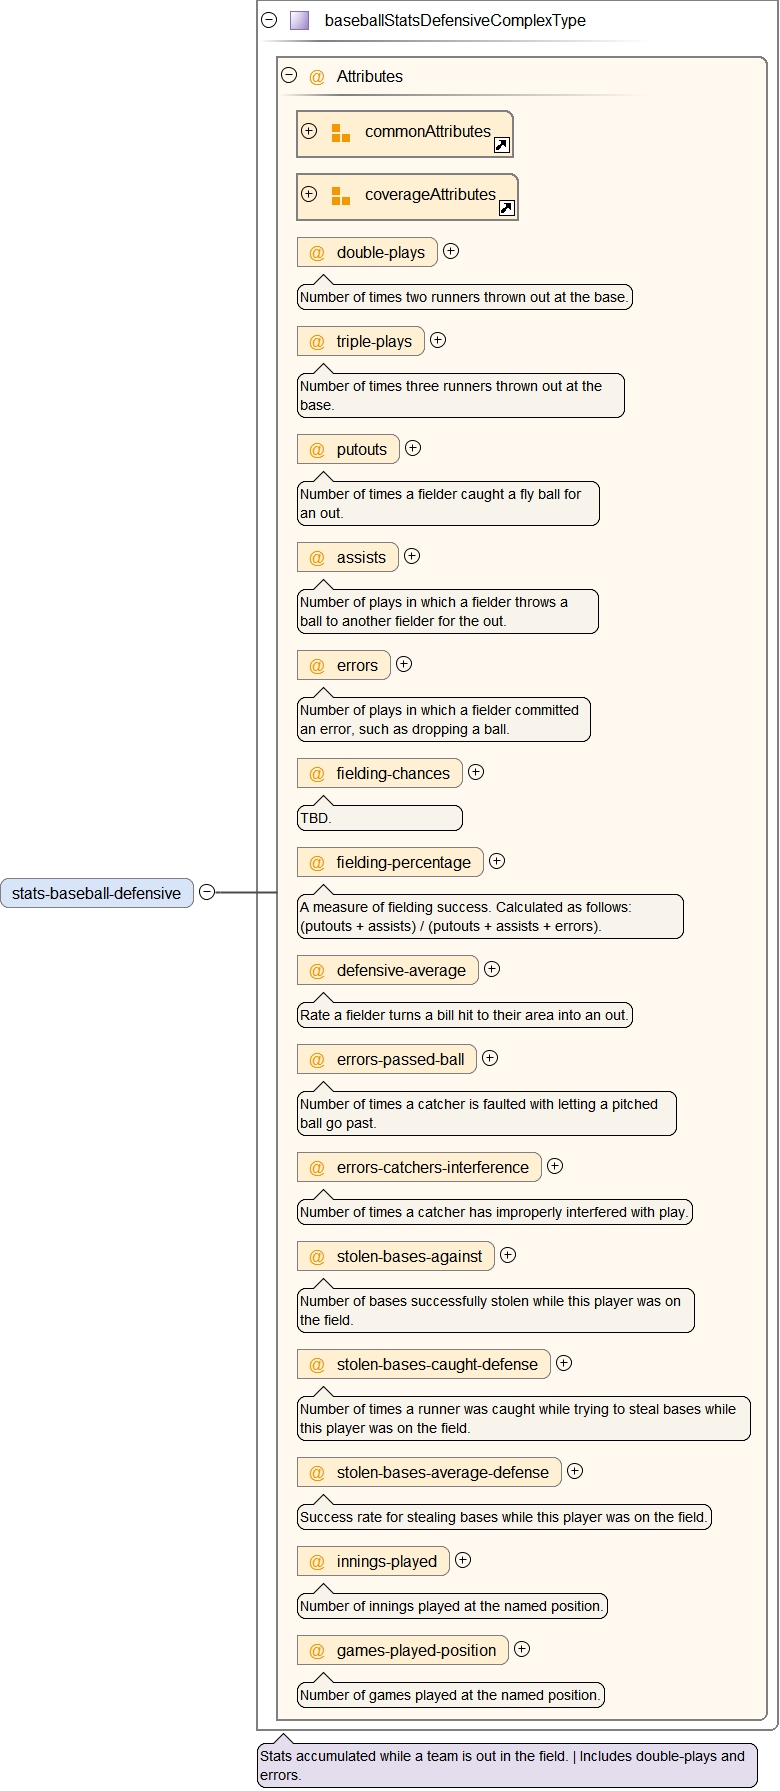 baseballStatsDefensiveComplexType
@ Attributes
commonAttributes
coverageAttributes
@ double-plays
Number of times two runners thrown out at the base.
@ triple-plays
Number of times three runners thrown out at the
base.
@ putouts
Number of times a fielder caught a fly ball for
an out.
@ assists
Number of plays in which a fielder throws a
ball to another fielder for the out.
@ errors
Number of plays in which a fielder committed
an error, such as dropping a ball.
@ fielding-chances
TBD.
@ fielding-percentage
stats-baseball-defensive
A measure of fielding success. Calculated as follows:
(putouts + assists) / (putouts + assists + errors).
@ defensive-average
Rate a fielder turns a bill hit to their area into an out.
@ errors-passed-ball
Number of times a catcher is faulted with letting a pitched
ball go past.
@ errors-catchers-interference
Number of times a catcher has improperly interfered with play.
@ stolen-bases-against
Number of bases successfully stolen while this player was on
the field.
@ stolen-bases-caught-defense
Number of times a runner was caught while trying to steal bases while
this player was on the field.
@ stolen-bases-average-defense
Success rate for stealing bases while this player was on the field.
@ innings-played
Number of innings played at the named position.
@ games-played-position
Number of games played at the named position.
Stats accumulated while a team is out in the field. | Includes double-plays and
errors.